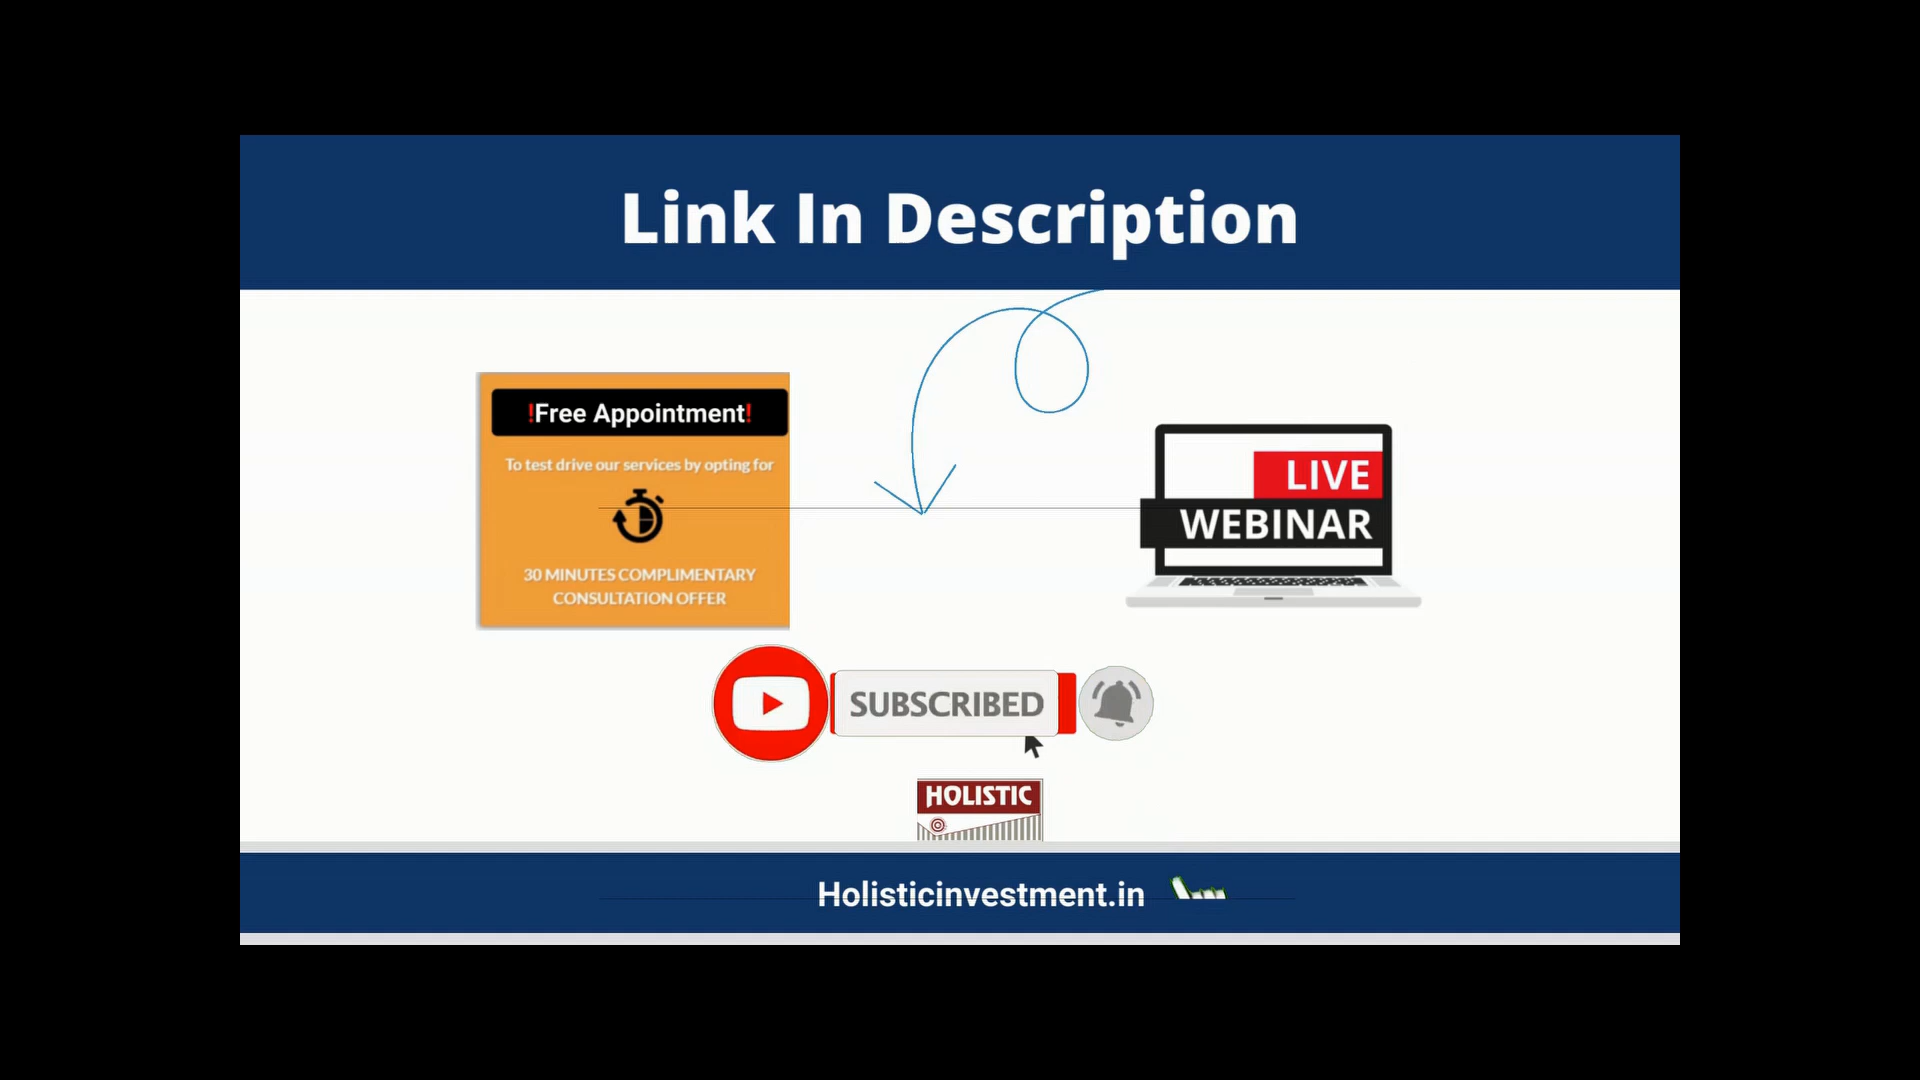 Link In Description
!Free Appointment!
To test drive our services by opting for
30 MINUTES COMPLIMENTARY
CONSULTATION OFFER
LIVE
WEBINAR
SUBSCRIBED
HOLISTIC
Holisticinvestment.in